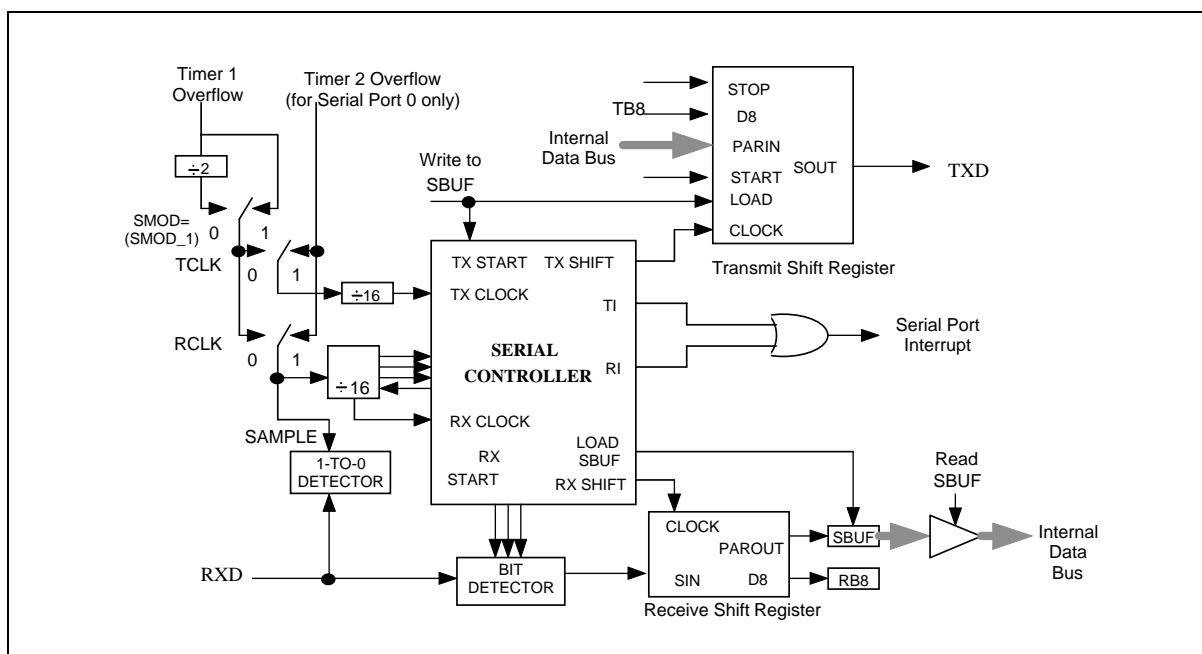 Timer 1
Overflow
Timer 2 Overflow
(for Serial Port 0 only)
÷2
SMOD=
(SMOD_1)
0
1
TCLK
0
1
÷16
RCLK
0
1
÷16
SAMPLE
1-TO-0
DETECTOR
RXD
Write to
SBUF
TX START
TX SHIFT
TX CLOCK
TI
SERIAL
CONTROLLER
RI
RX CLOCK
LOAD
SBUF
RX
START
RX SHIFT
BIT
DETECTOR
TB8
Internal
Data Bus
STOP
D8
PARIN
SOUT
START
LOAD
CLOCK
TXD
Transmit Shift Register
Serial Port
Interrupt
CLOCK
PAROUT
SIN
D8
Receive Shift Register
SBUF
RB8
Read
SBUF
Internal
Data
Bus